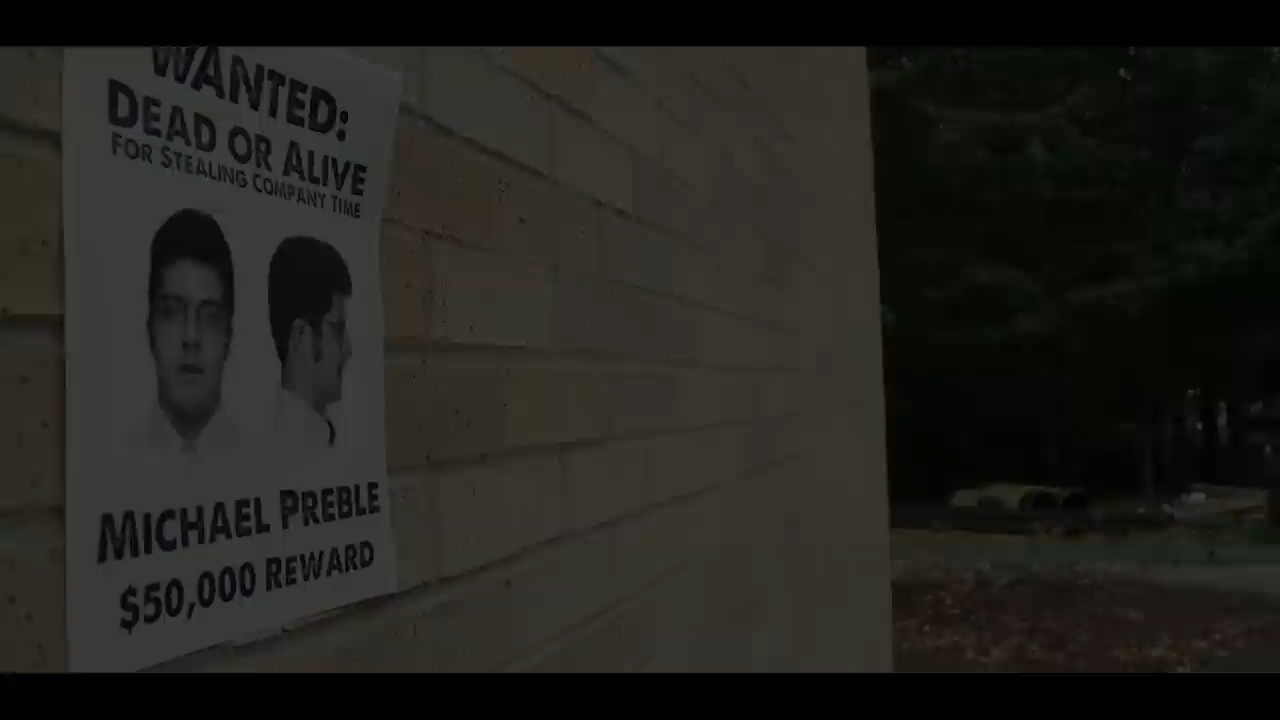 WANTED:
DEAD OR ALIVE
FOR STEALING COMPANY TIME
MICHAEL PREBLE
$50,000 REWARD